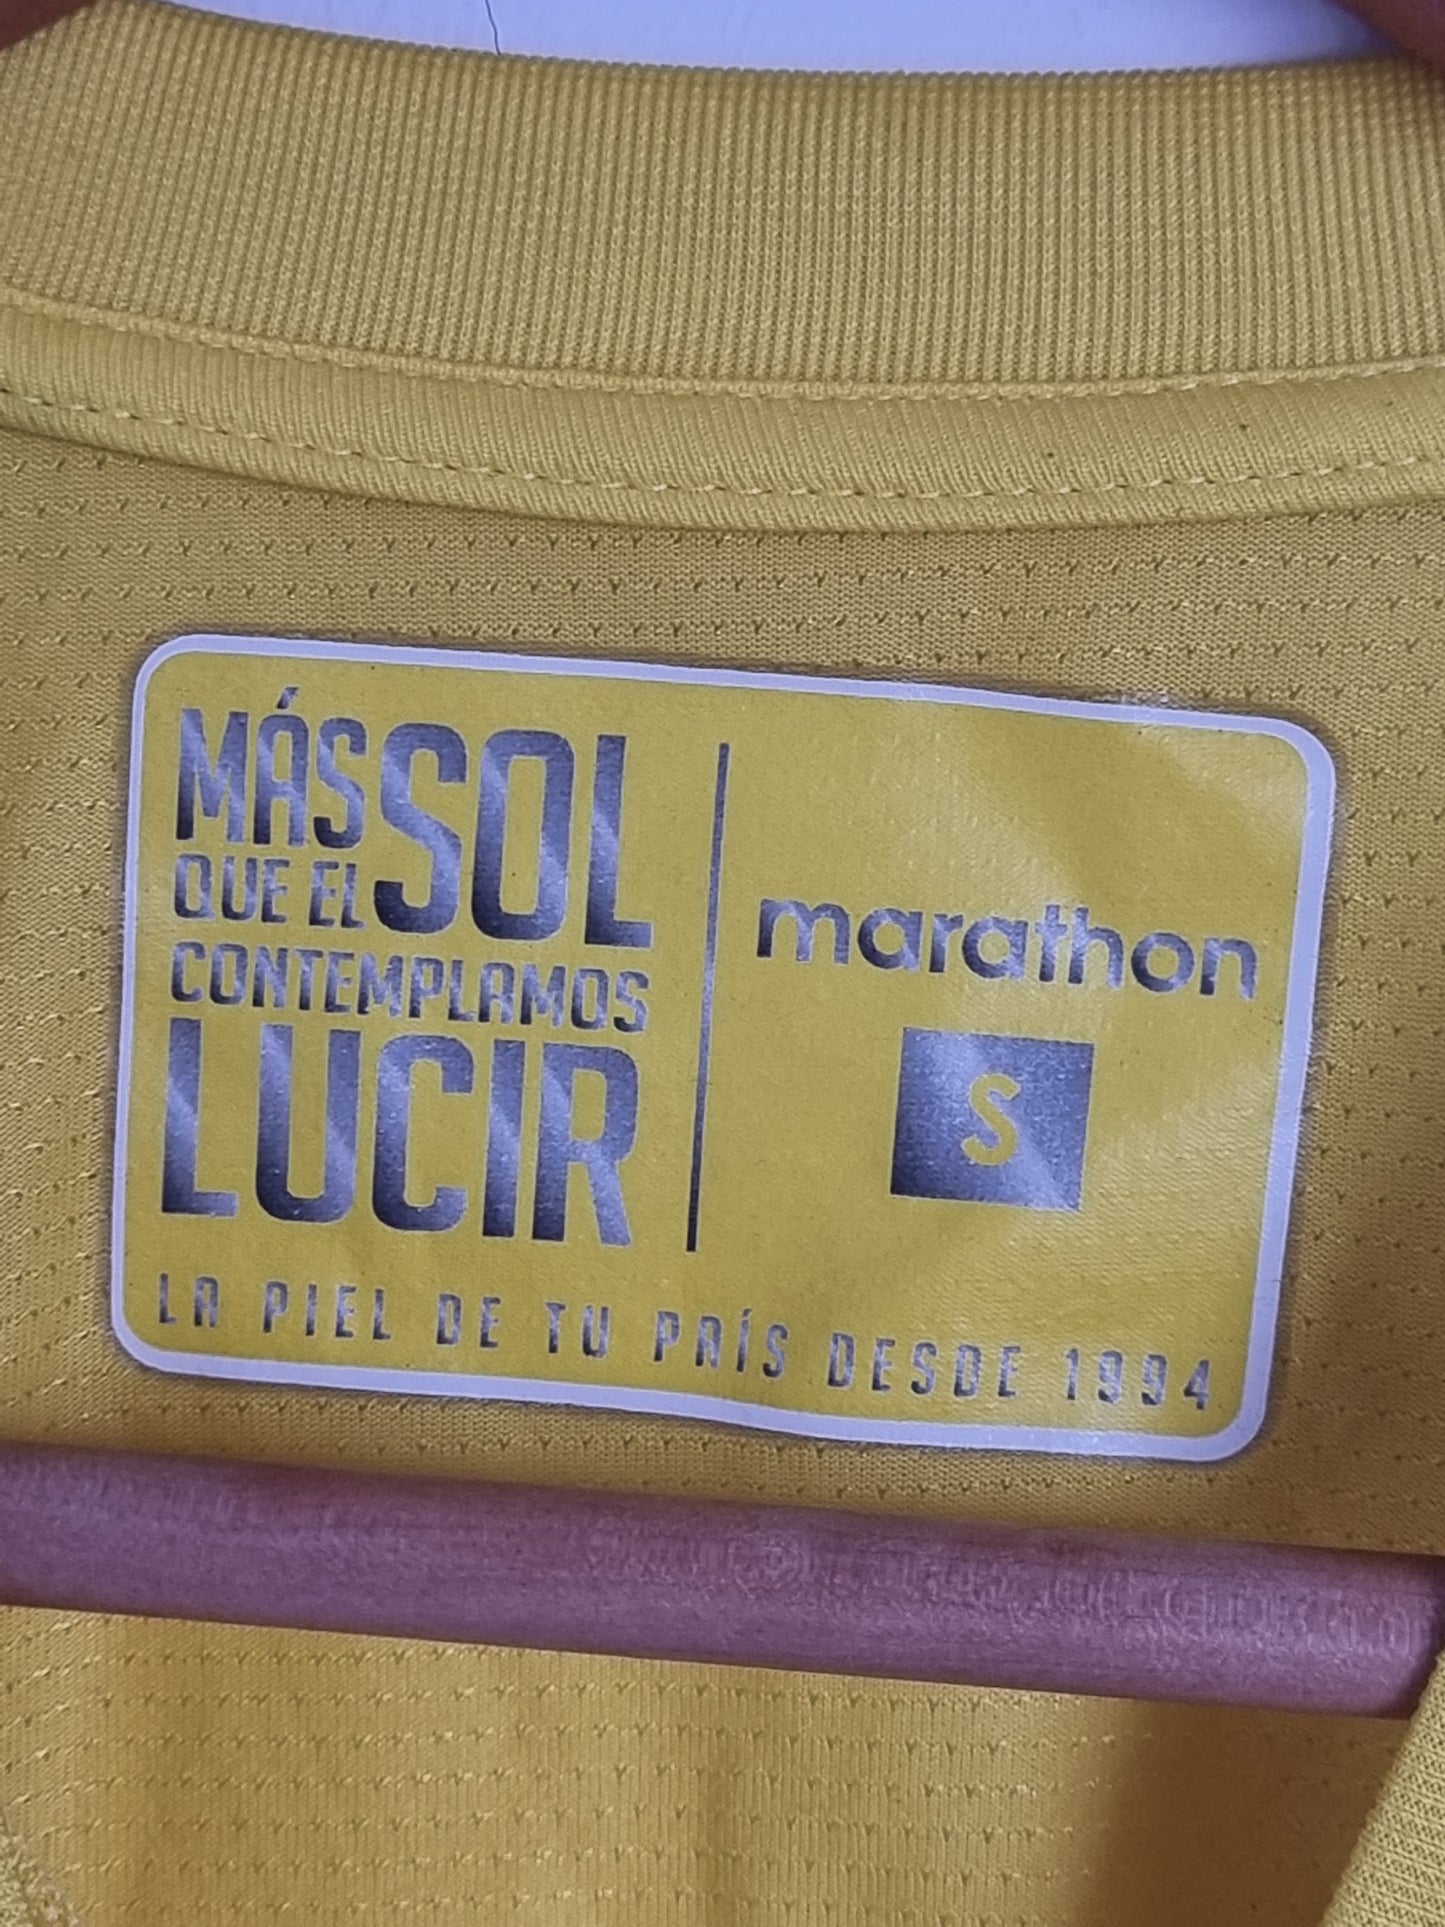 MÁS SOL
QUE EL
CONTEMPLAMOS
LUCIR
marathon
S
LA PIEL DE TU PAÍS DESDE 1994